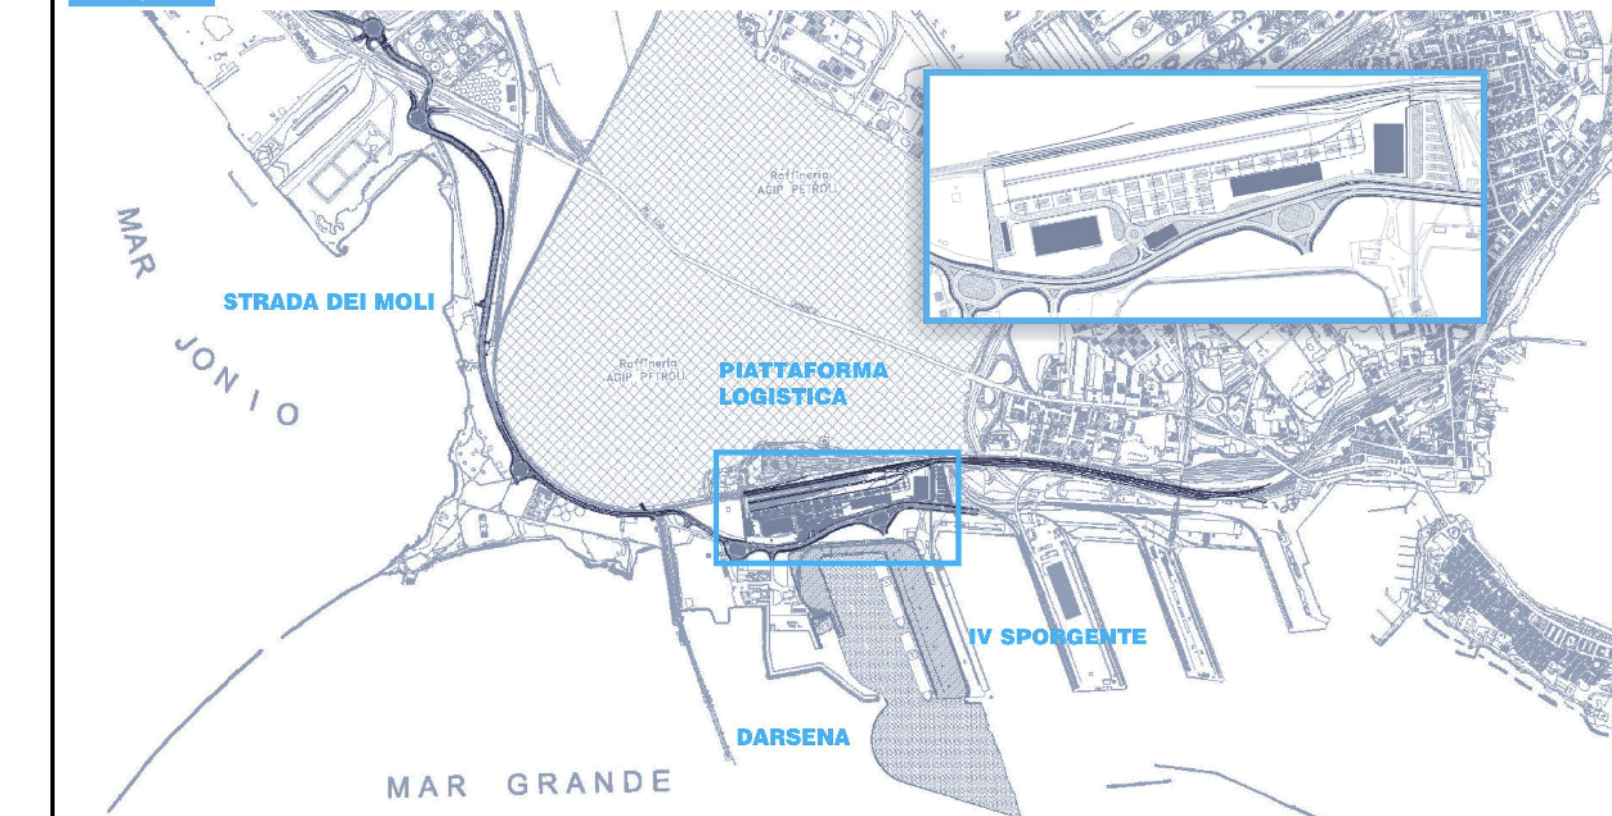 Raffineria
AGIP PETROLI
MAR
JONIO
STRADA DEI MOLI
Raffineria
AGIP PETROLI
PIATTAFORMA
LOGISTICA
IV SPORGENTE
DARSENA
MAR GRANDE